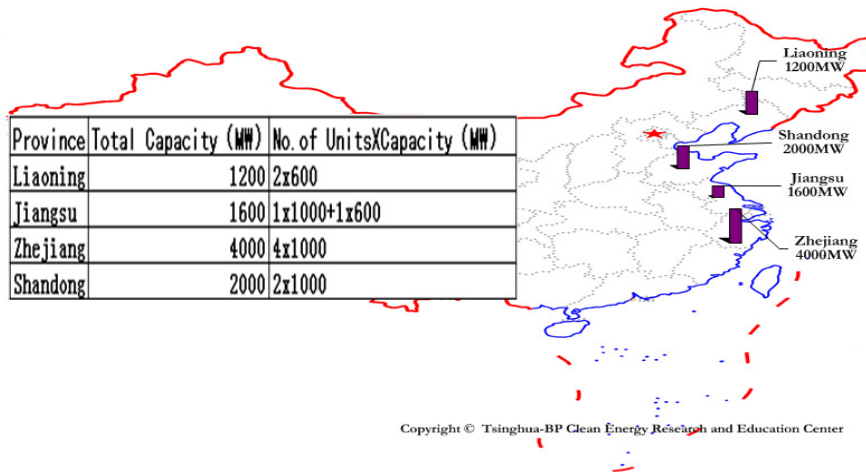 Liaoning
1200MW
Province Total Capacity (MW) No. of UnitsXCapacity (MW)
Liaoning 1200 2x600
Jiangsu 1600 1x1000+1x600
Zhejiang 4000 4x1000
Shandong 2000 2x1000
Shandong
2000MW
Jiangsu
1600MW
Zhejiang
4000MW
Copyright © Tsinghua-BP Clean Energy Research and Education Center